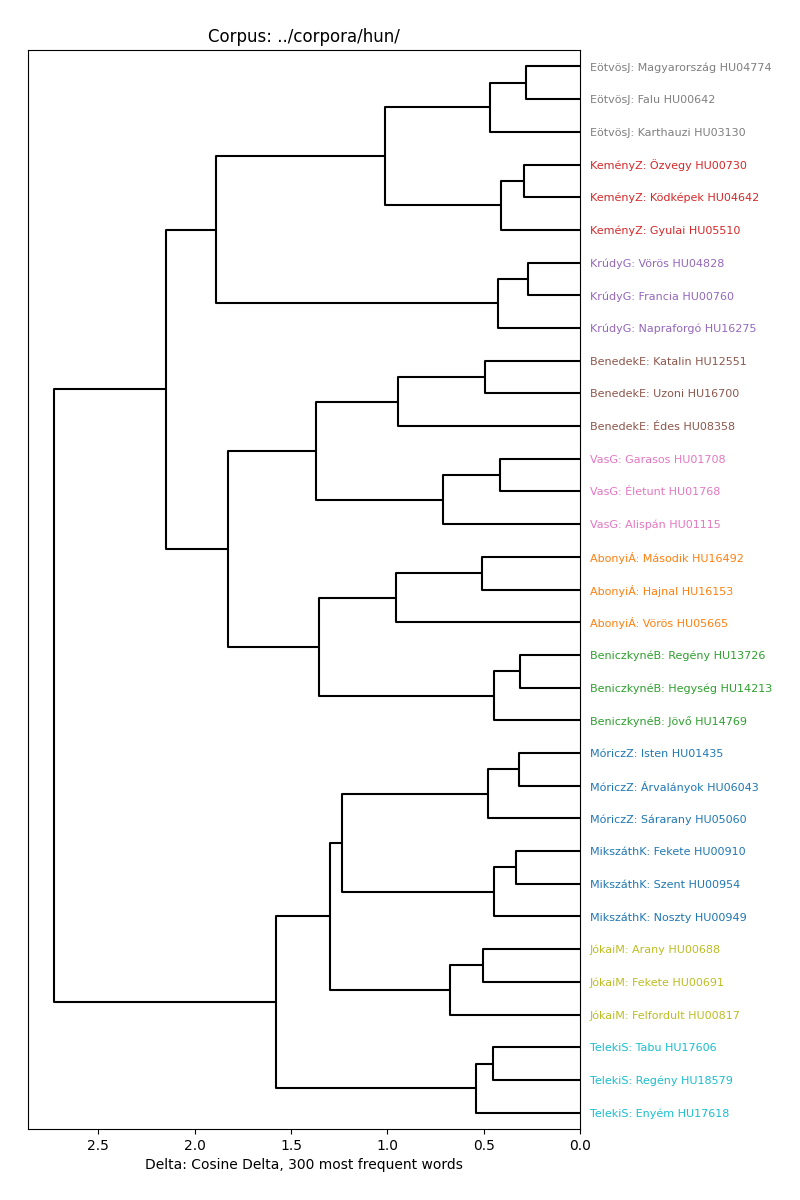 Corpus: ../corpora/hun/
EötvösJ: Magyarország HU04774
EötvösJ: Falu HU00642
EötvösJ: Karthauzi HU03130
KeményZ: Özvegy HU00730
KeményZ: Ködképek HU04642
KeményZ: Gyulai HU05510
KrúdyG: Vörös HU04828
KrúdyG: Francia HU00760
KrúdyG: Napraforgó HU16275
BenedekE: Katalin HU12551
BenedekE: Uzoni HU16700
BenedekE: Édes HU08358
VasG: Garasos HU01708
VasG: Életunt HU01768
VasG: Alispán HU01115
AbonyiÁ: Második HU16492
AbonyiÁ: Hajnal HU16153
AbonyiÁ: Vörös HU05665
BeniczkynéB: Regény HU13726
BeniczkynéB: Hegység HU14213
BeniczkynéB: Jövő HU14769
MóriczZ: Isten HU01435
MóriczZ: Árvalányok HU06043
MóriczZ: Sárarany HU05060
MikszáthK: Fekete HU00910
MikszáthK: Szent HU00954
MikszáthK: Noszty HU00949
JókaiM: Arany HU00688
JókaiM: Fekete HU00691
JókaiM: Felfordult HU00817
TelekiS: Tabu HU17606
TelekiS: Regény HU18579
TelekiS: Enyém HU17618
2.5 2.0 1.5 1.0 0.5 0.0
Delta: Cosine Delta, 300 most frequent words